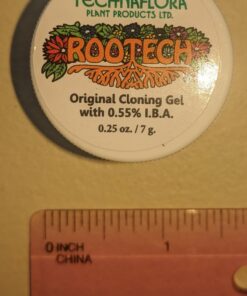 TECHNAFLORA
PLANT PRODUCTS LTD.
ROOTECH
Original Cloning Gel
with 0.55% I.B.A.
0.25 oz. / 7 g.
0 INCH 1
CHINA